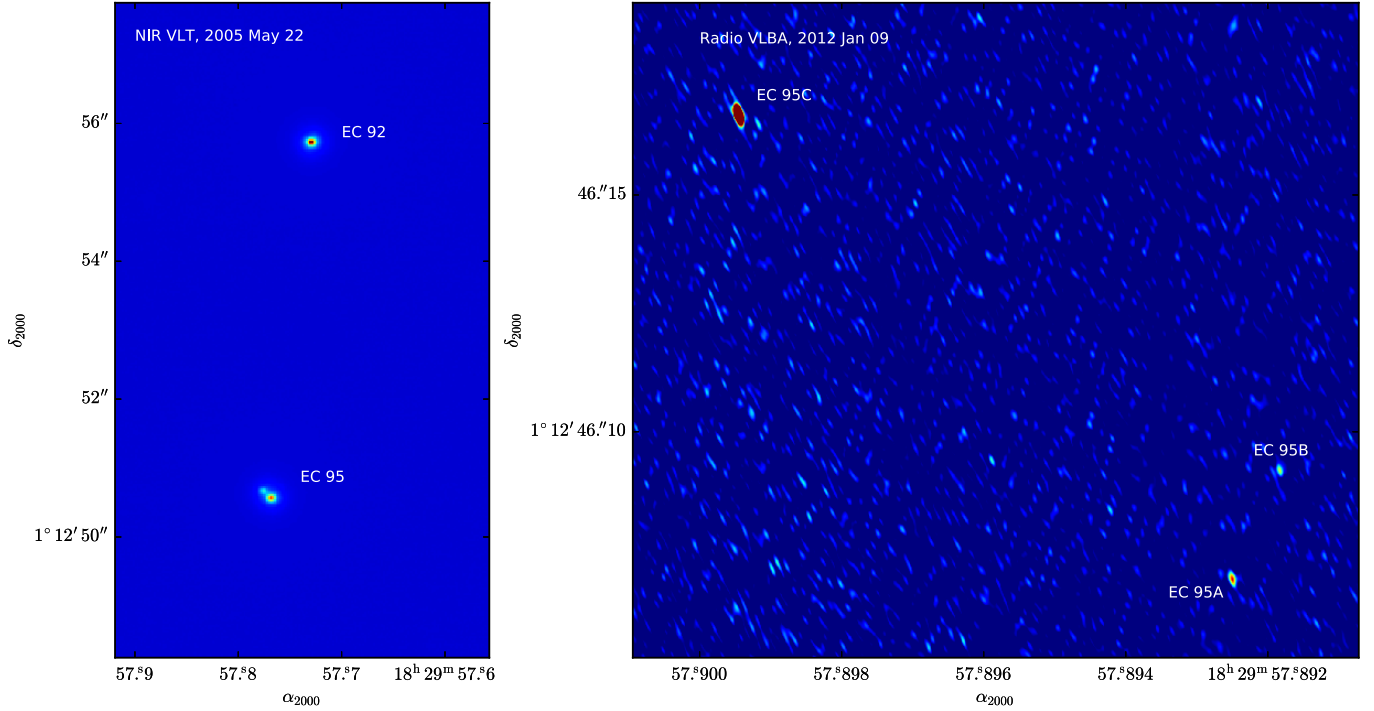 NIR VLT, 2005 May 22
EC 92
EC 95
56″
54″
52″
1° 12′ 50″
δ2000
57.ˢ9
57.ˢ8
57.ˢ7
18ʰ 29ᵐ 57.ˢ6
α2000
Radio VLBA, 2012 Jan 09
EC 95C
EC 95B
EC 95A
46.″15
1° 12′ 46.″10
δ2000
57.ˢ900
57.ˢ898
57.ˢ896
57.ˢ894
18ʰ 29ᵐ 57.ˢ892
α2000